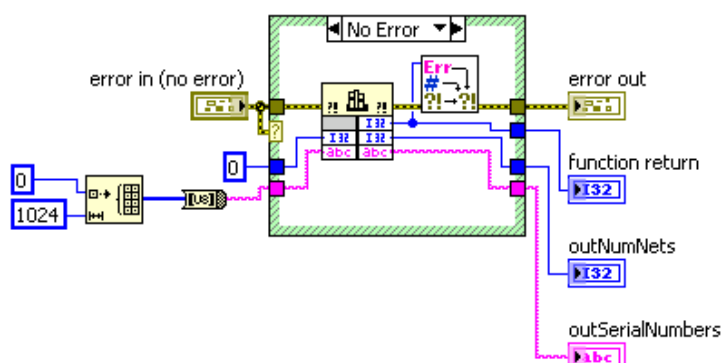 No Error
error in (no error)
Err
#
?!
?!
error out
?!
?!
?
I32
I32
I32
abc
abc
function return
I32
0
0
1024
[U8]
outNumNets
I32
outSerialNumbers
abc